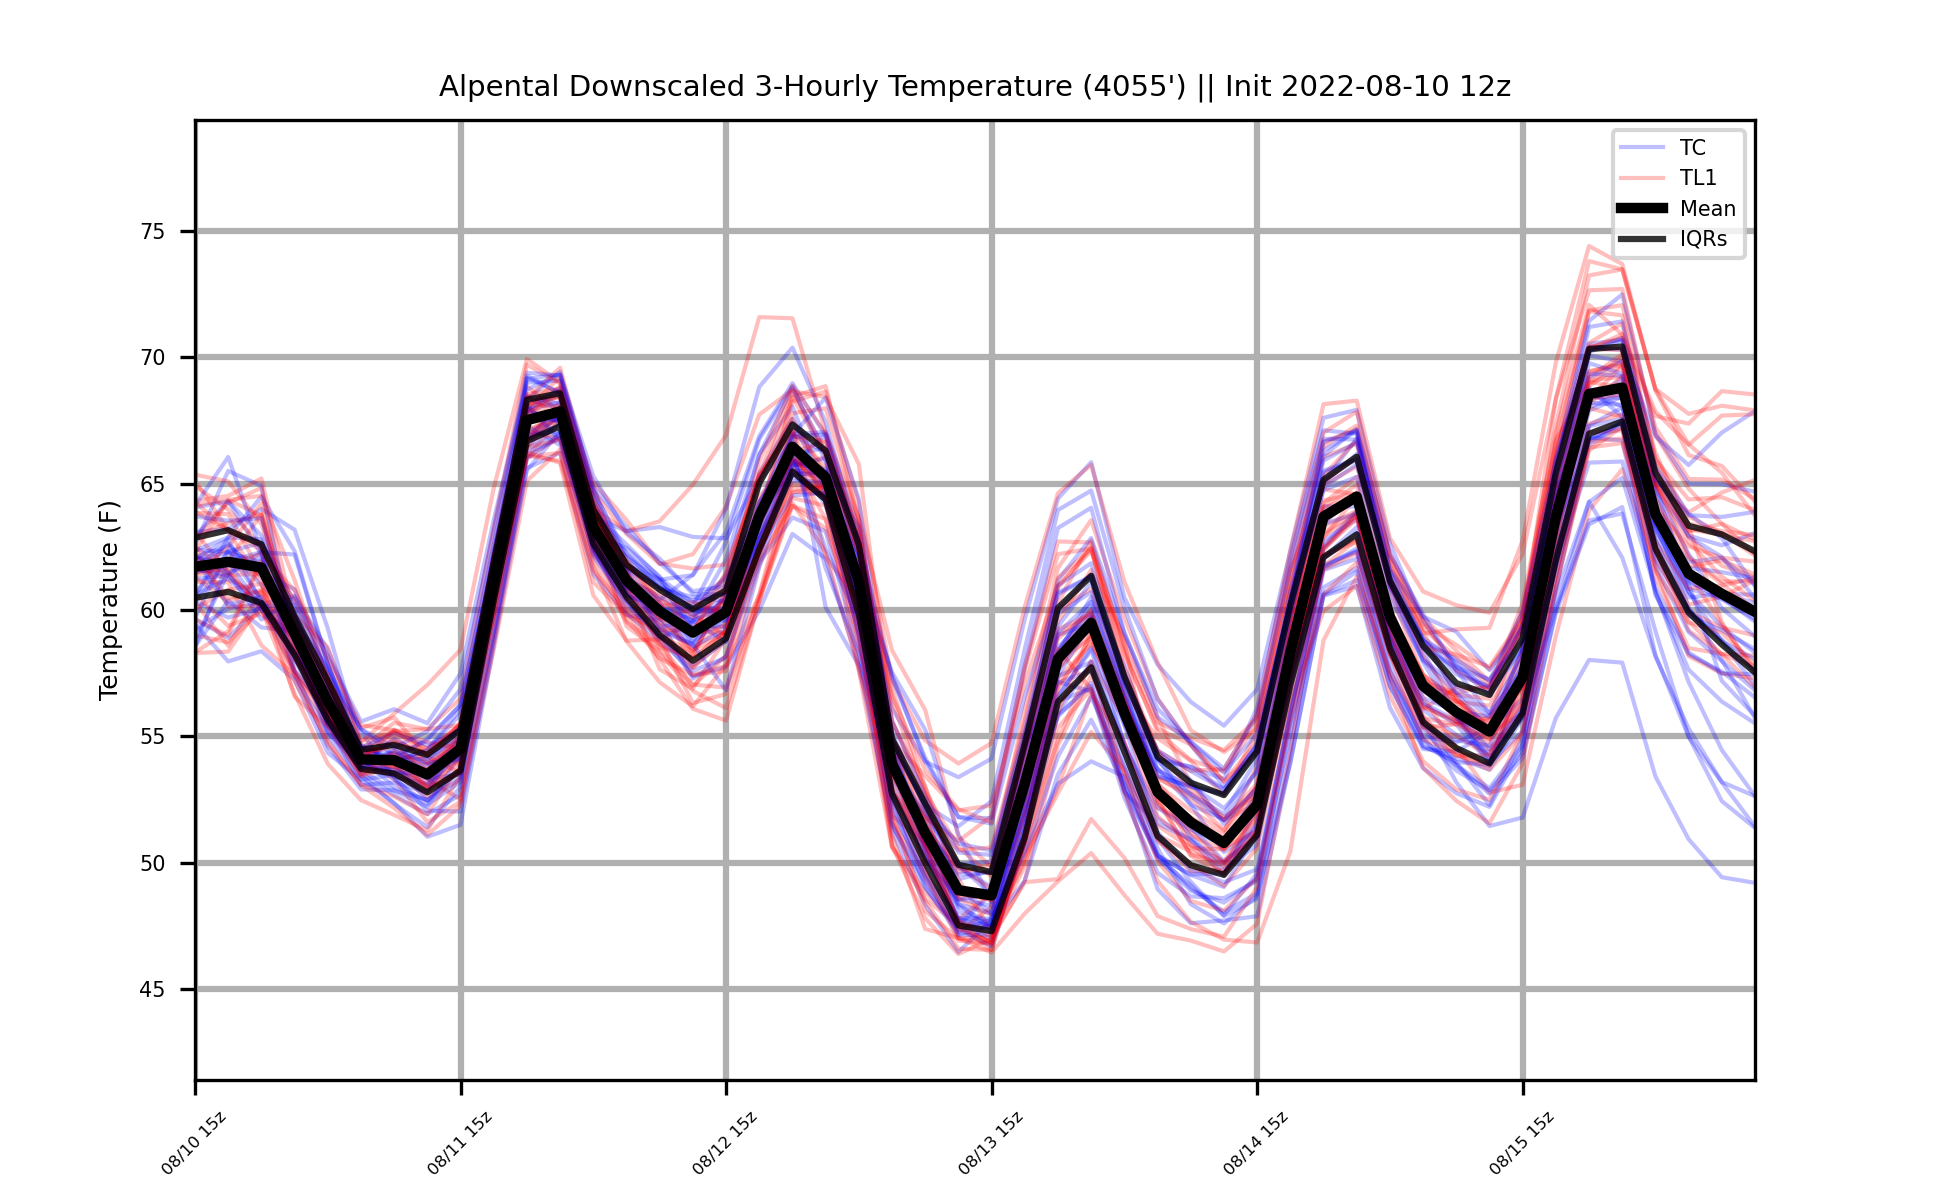 Alpental Downscaled 3-Hourly Temperature (4055') || Init 2022-08-10 12z
TC
TL1
Mean
IQRs
Temperature (F)
75
70
65
60
55
50
45
08/10 15z
08/11 15z
08/12 15z
08/13 15z
08/14 15z
08/15 15z